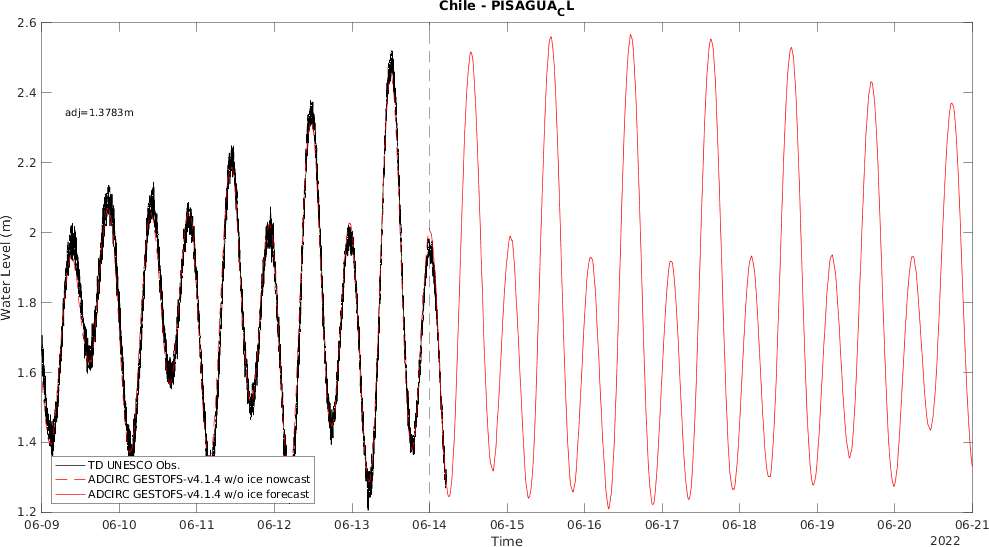 Chile - PISAGUA_CL
2.6
2.4
2.2
2
1.8
1.6
1.4
1.2
Water Level (m)
adj=1.3783m
TD UNESCO Obs.
ADCIRC GESTOFS-v4.1.4 w/o ice nowcast
ADCIRC GESTOFS-v4.1.4 w/o ice forecast
06-09 06-10 06-11 06-12 06-13 06-14 06-15 06-16 06-17 06-18 06-19 06-20 06-21
Time
2022